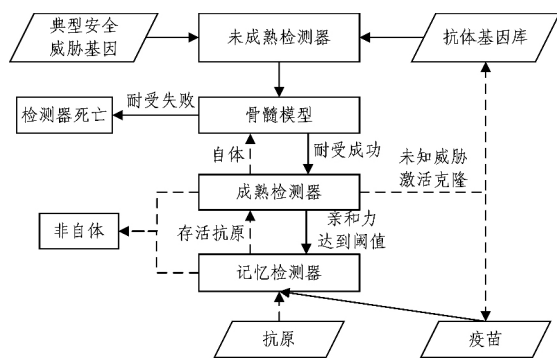 典型安全
威胁基因
未成熟检测器
抗体基因库
检测器死亡
耐受失败
骨髓模型
自体
耐受成功
未知威胁
激活克隆
成熟检测器
非自体
存活抗原
亲和力
达到阈值
记忆检测器
抗原
疫苗